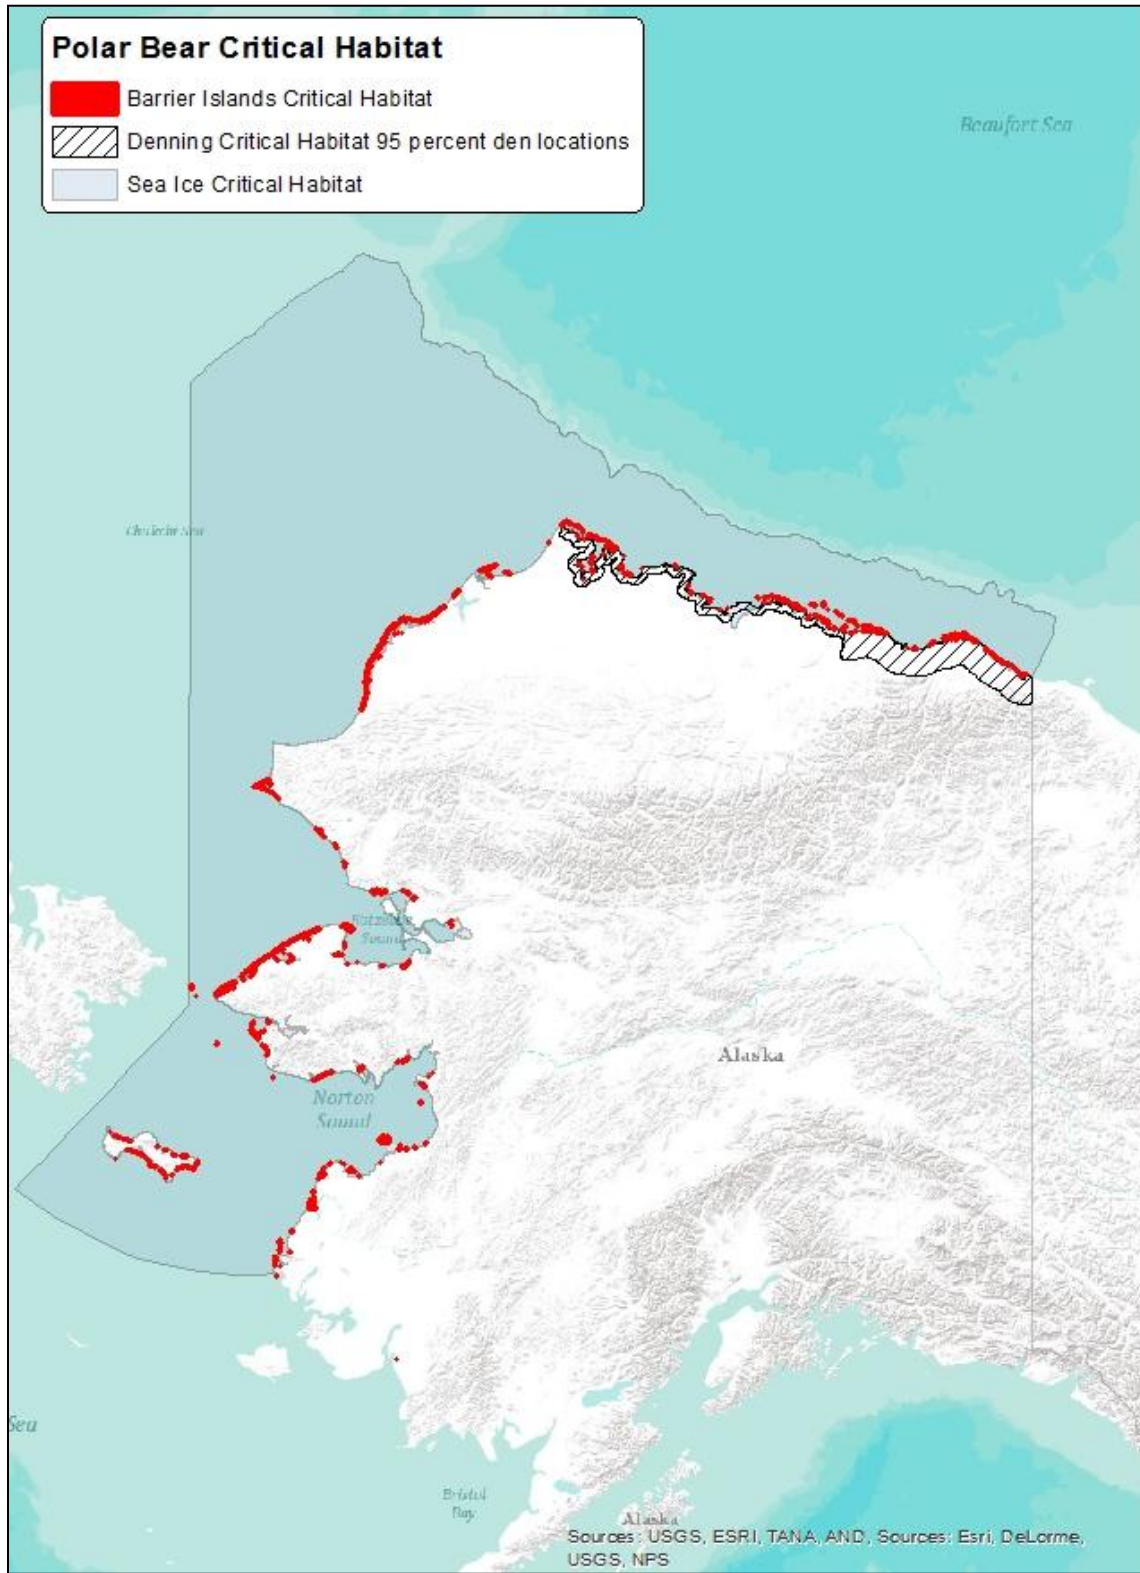 Polar Bear Critical Habitat
Barrier Islands Critical Habitat
Denning Critical Habitat 95 percent den locations
Sea Ice Critical Habitat
Beaufort Sea
Chukchi Sea
Kotzebue
Sound
Alaska
Norton
Sound
Sea
Bristol
Bay
Alaska
Sources: USGS, ESRI, TANA, AND, Sources: Esri, DeLorme,
USGS, NPS